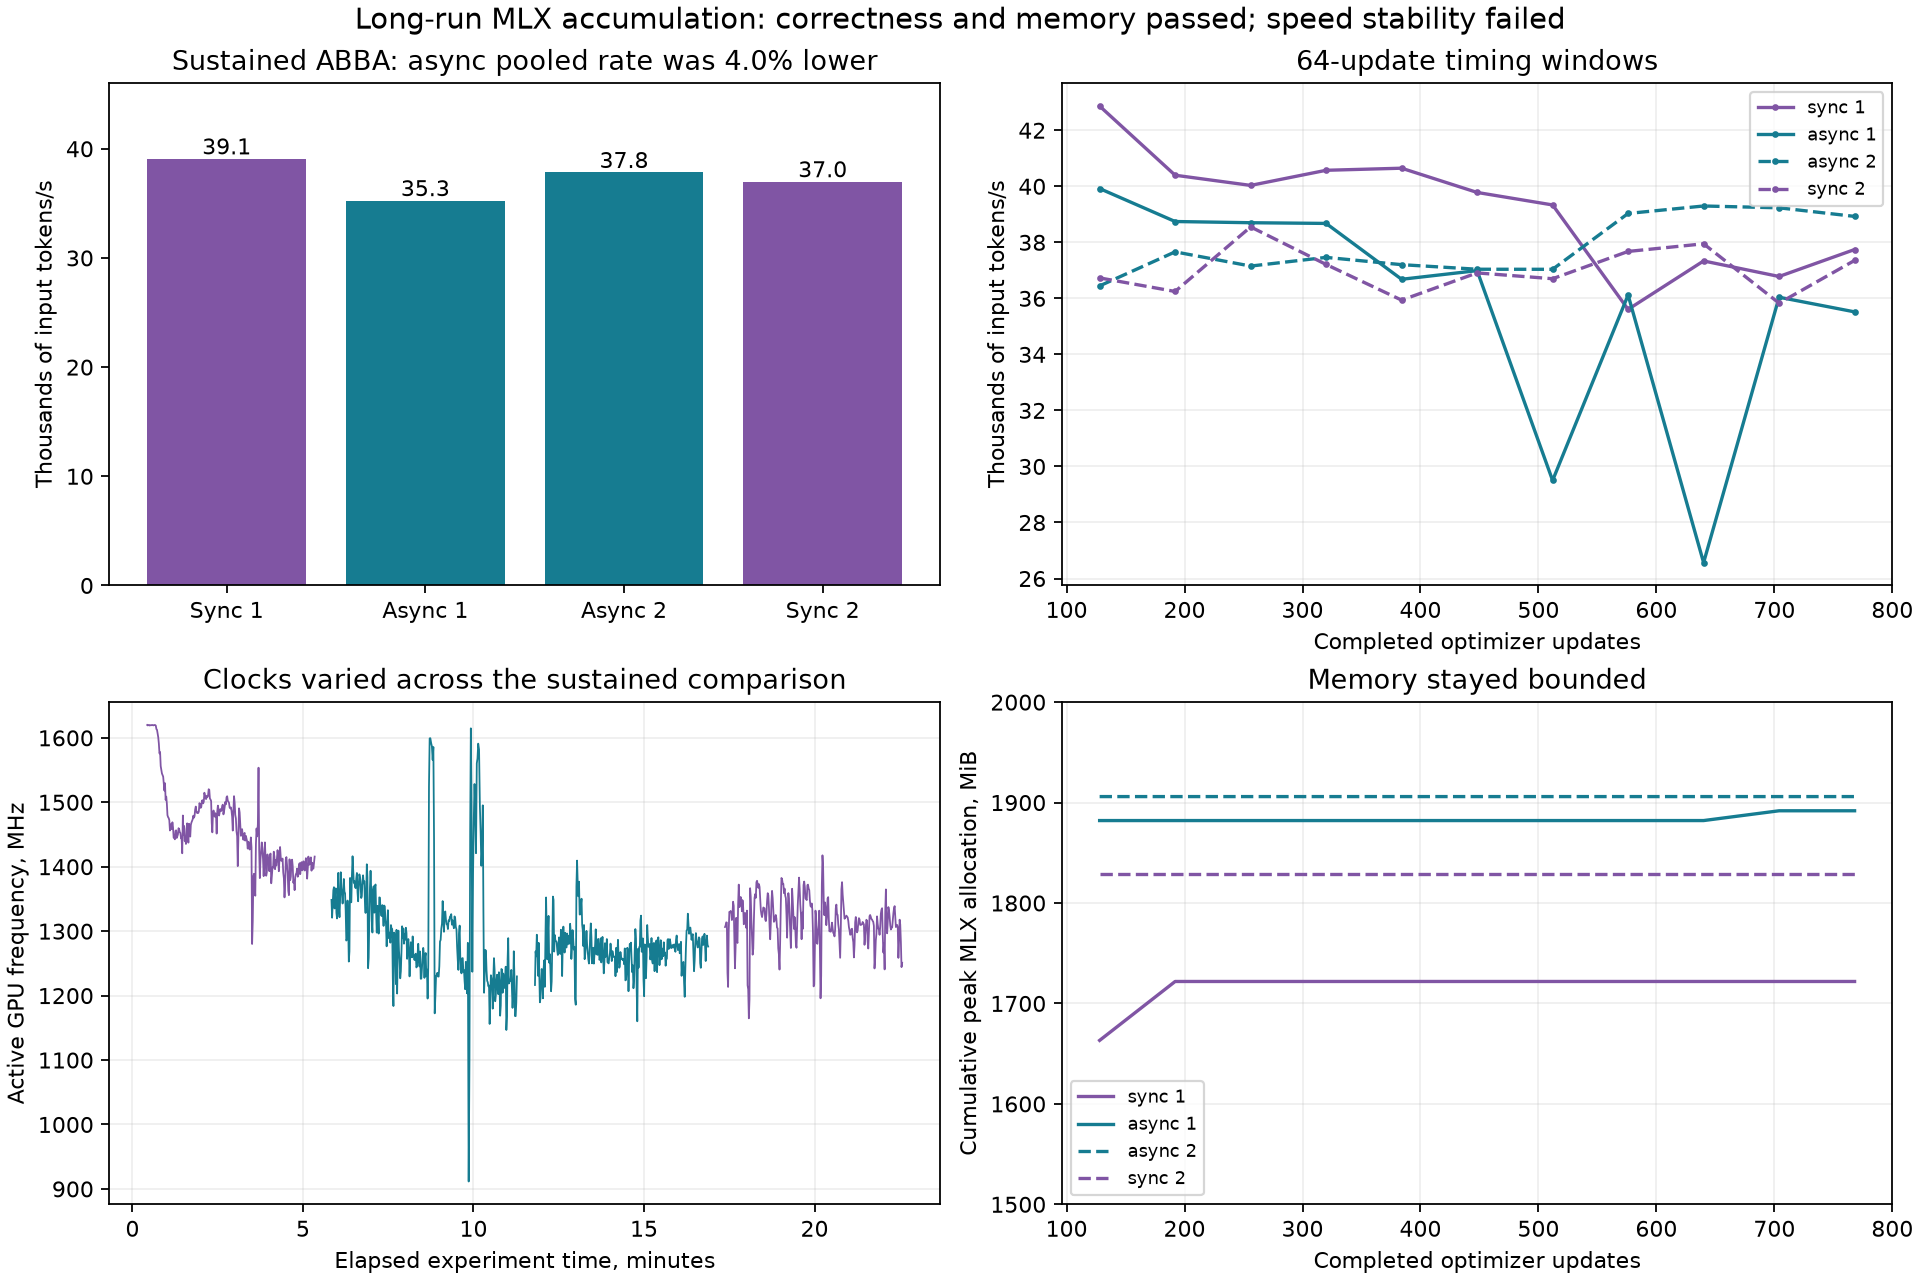 Long-run MLX accumulation: correctness and memory passed; speed stability failed
Sustained ABBA: async pooled rate was 4.0% lower
Thousands of input tokens/s
40
30
20
10
0
39.1
35.3
37.8
37.0
Sync 1
Async 1
Async 2
Sync 2
64-update timing windows
Thousands of input tokens/s
42
40
38
36
34
32
30
28
26
sync 1
async 1
async 2
sync 2
100 200 300 400 500 600 700 800
Completed optimizer updates
Clocks varied across the sustained comparison
Active GPU frequency, MHz
1600
1500
1400
1300
1200
1100
1000
900
0 5 10 15 20
Elapsed experiment time, minutes
Memory stayed bounded
Cumulative peak MLX allocation, MiB
2000
1900
1800
1700
1600
1500
sync 1
async 1
async 2
sync 2
100 200 300 400 500 600 700 800
Completed optimizer updates